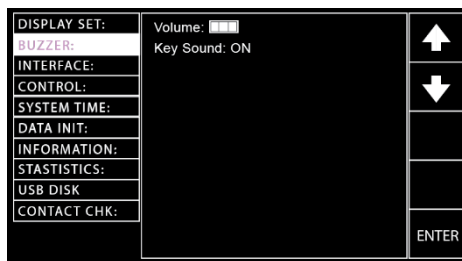 DISPLAY SET:
BUZZER:
INTERFACE:
CONTROL:
SYSTEM TIME:
DATA INIT:
INFORMATION:
STASTISTICS:
USB DISK
CONTACT CHK:
Volume:
Key Sound: ON
ENTER